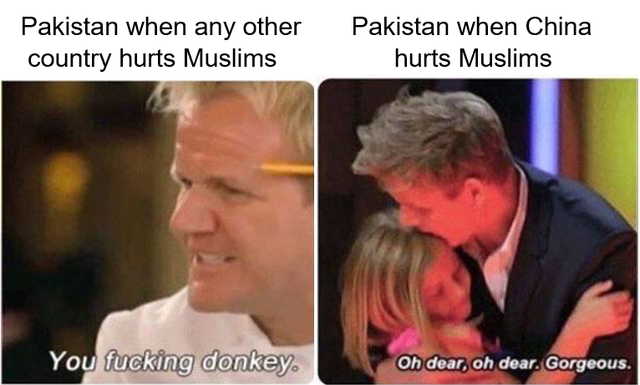 Pakistan when any other
country hurts Muslims
Pakistan when China
hurts Muslims
You fucking donkey.
Oh dear, oh dear. Gorgeous.